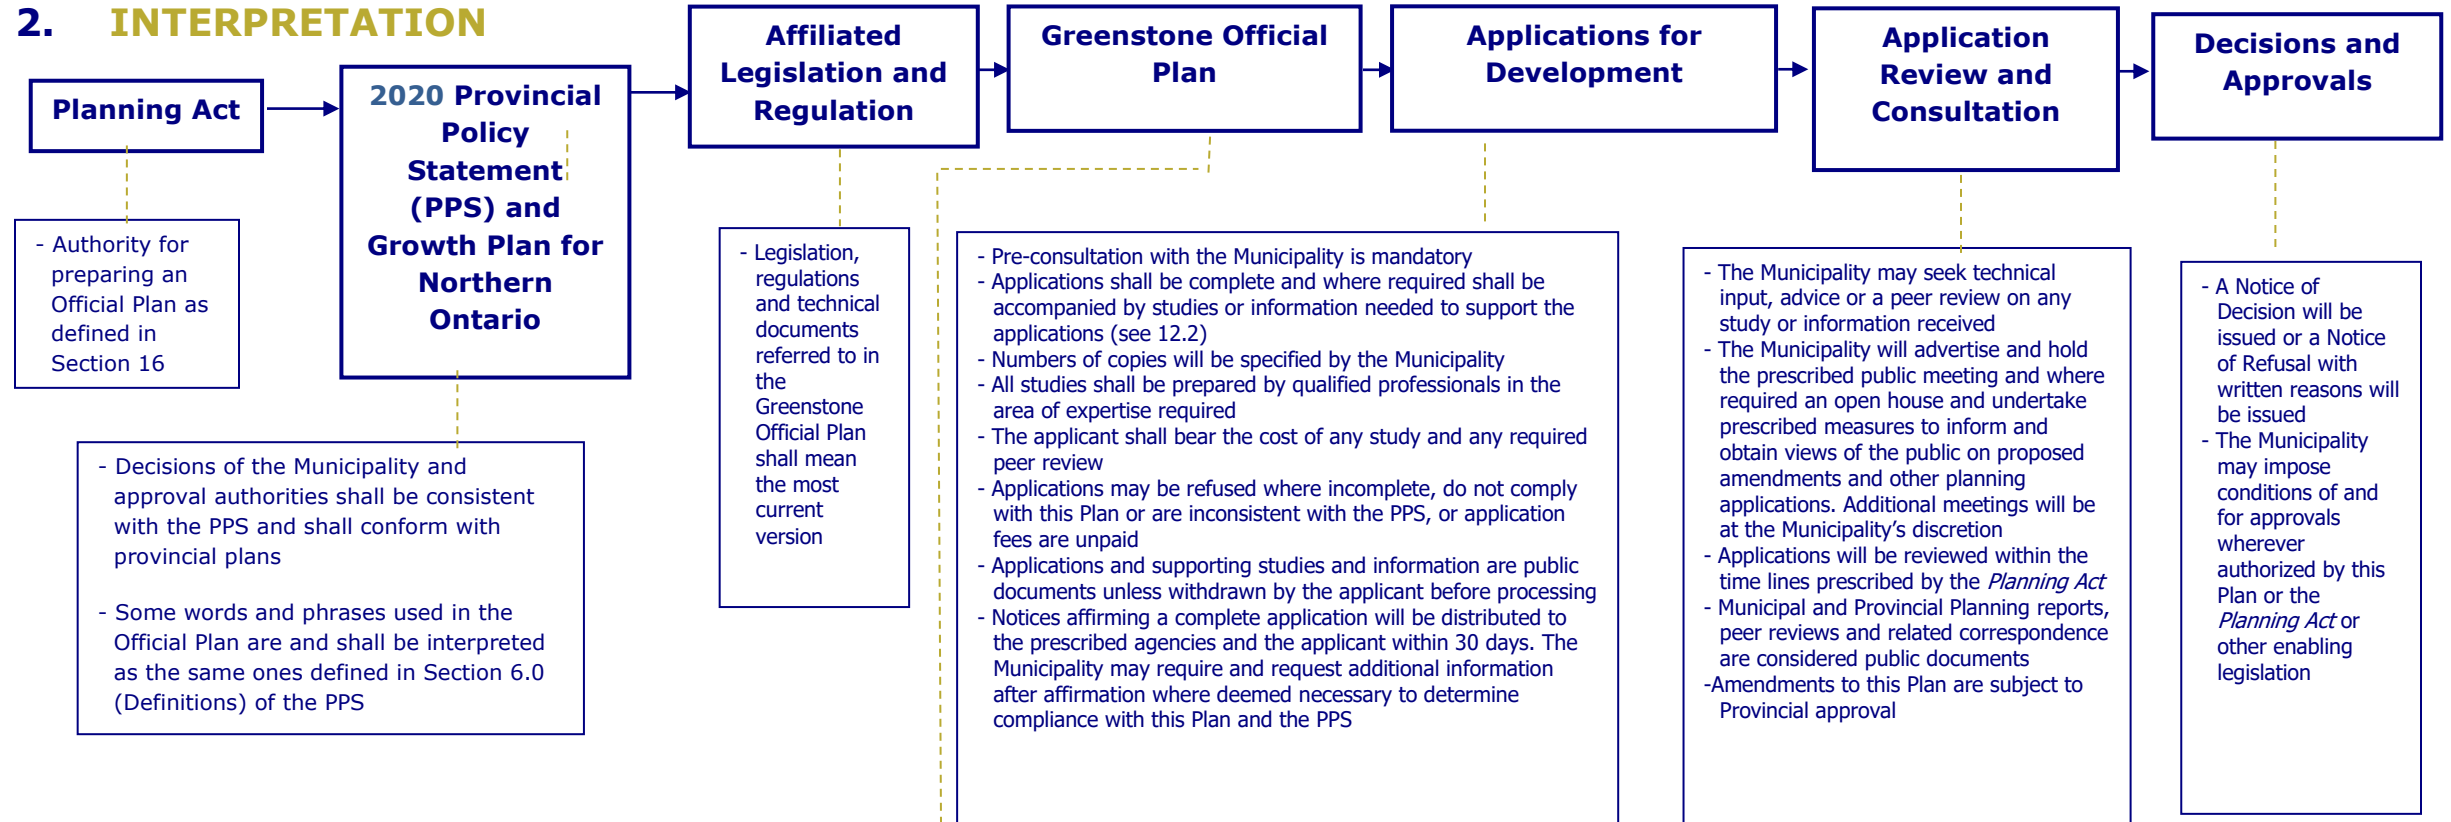 2. INTERPRETATION
Planning Act
2020 Provincial
Policy
Statement
(PPS) and
Growth Plan for
Northern
Ontario
Affiliated
Legislation and
Regulation
Greenstone Official
Plan
Applications for
Development
Application
Review and
Consultation
Decisions and
Approvals
- Authority for
preparing an
Official Plan as
defined in
Section 16
- Decisions of the Municipality and
approval authorities shall be consistent
with the PPS and shall conform with
provincial plans
- Some words and phrases used in the
Official Plan are and shall be interpreted
as the same ones defined in Section 6.0
(Definitions) of the PPS
- Legislation,
regulations
and technical
documents
referred to in
the
Greenstone
Official Plan
shall mean
the most
current
version
- Pre-consultation with the Municipality is mandatory
- Applications shall be complete and where required shall be
accompanied by studies or information needed to support the
applications (see 12.2)
- Numbers of copies will be specified by the Municipality
- All studies shall be prepared by qualified professionals in the
area of expertise required
- The applicant shall bear the cost of any study and any required
peer review
- Applications may be refused where incomplete, do not comply
with this Plan or are inconsistent with the PPS, or application
fees are unpaid
- Applications and supporting studies and information are public
documents unless withdrawn by the applicant before processing
- Notices affirming a complete application will be distributed to
the prescribed agencies and the applicant within 30 days. The
Municipality may require and request additional information
after affirmation where deemed necessary to determine
compliance with this Plan and the PPS
- The Municipality may seek technical
input, advice or a peer review on any
study or information received
- The Municipality will advertise and hold
the prescribed public meeting and where
required an open house and undertake
prescribed measures to inform and
obtain views of the public on proposed
amendments and other planning
applications. Additional meetings will be
at the Municipality’s discretion
- Applications will be reviewed within the
time lines prescribed by the Planning Act
- Municipal and Provincial Planning reports,
peer reviews and related correspondence
are considered public documents
-Amendments to this Plan are subject to
Provincial approval
- A Notice of
Decision will be
issued or a Notice
of Refusal with
written reasons will
be issued
- The Municipality
may impose
conditions of and
for approvals
wherever
authorized by this
Plan or the
Planning Act or
other enabling
legislation